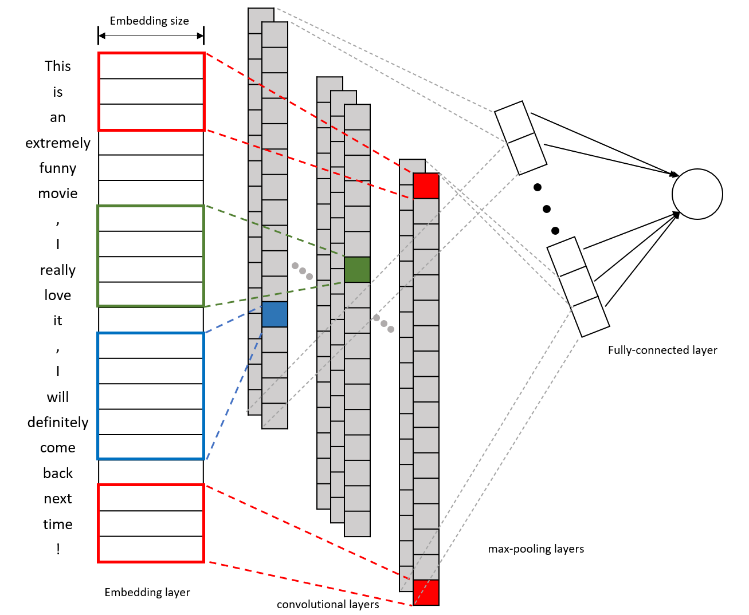 Embedding size
This
is
an
extremely
funny
movie
,
I
really
love
it
,
I
will
definitely
come
back
next
time
!
Embedding layer
convolutional layers
max-pooling layers
Fully-connected layer